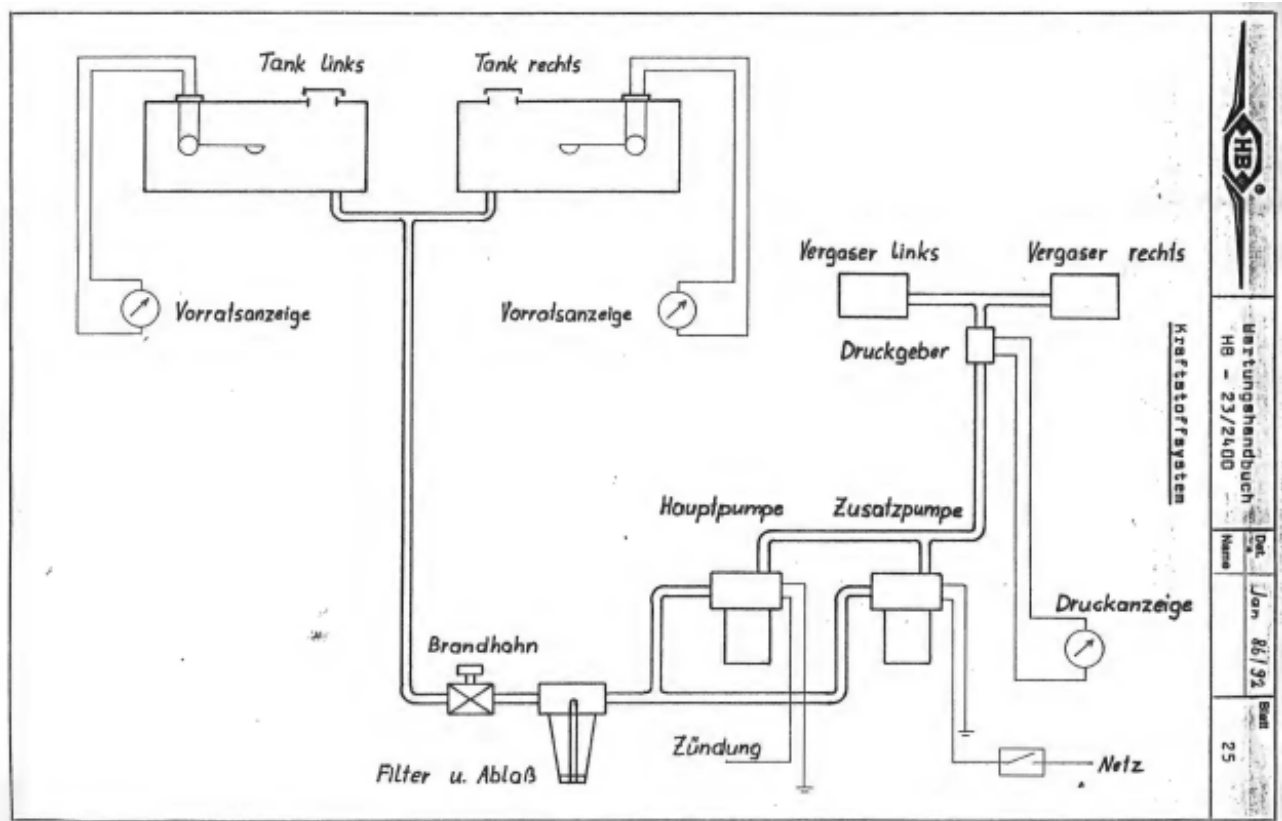 Tank links
Tank rechts
Vorratsanzeige
Vorratsanzeige
Vergaser links
Vergaser rechts
Druckgeber
Hauptpumpe
Zusatzpumpe
Druckanzeige
Brandhahn
Filter u. Ablaß
Zündung
Netz
HB ®
Wartungshandbuch
HB - 23/2400
Kraftstoffsystem
Dat.
Jan 86/92
Name
Blatt
25